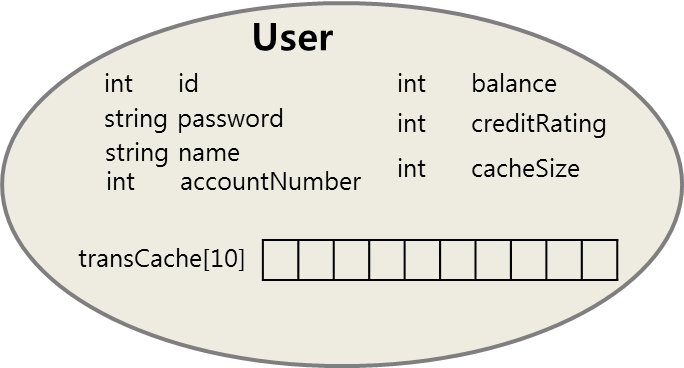 User
int id
string password
string name
int accountNumber
int balance
int creditRating
int cacheSize
transCache[10]